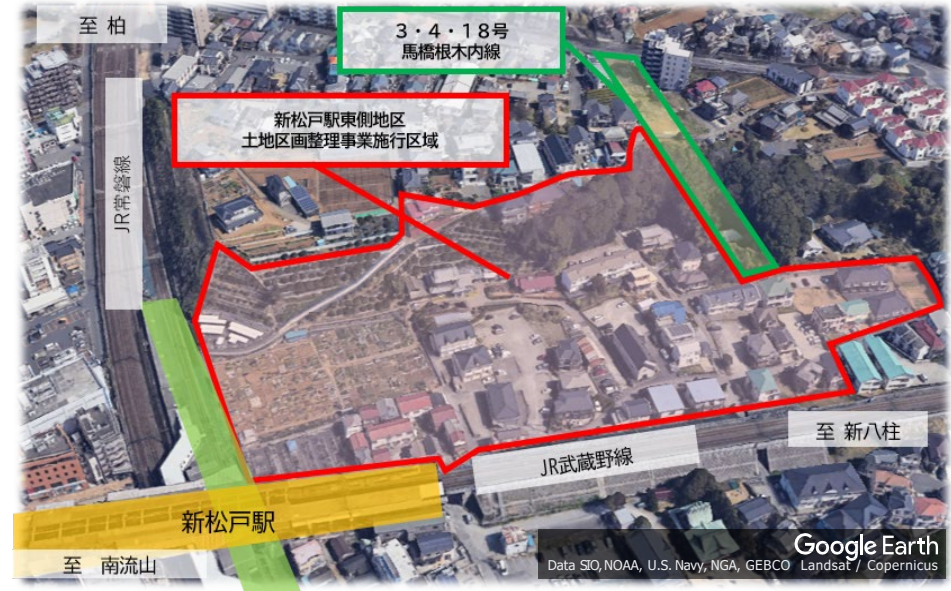 至 柏
3・4・18号
馬橋根木内線
新松戸駅東側地区
土地区画整理事業施行区域
JR常磐線
至 新八柱
JR武蔵野線
新松戸駅
至 南流山
Google Earth
Data SIO, NOAA, U.S. Navy, NGA, GEBCO Landsat / Copernicus